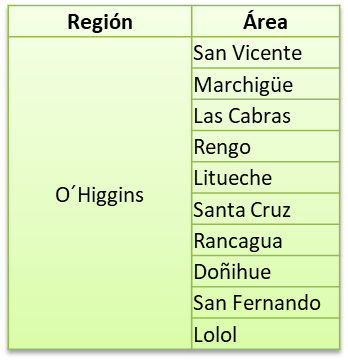 Región Área
San Vicente
Marchigüe
Las Cabras
Rengo
Litueche
O´Higgins
Santa Cruz
Rancagua
Doñihue
San Fernando
Lolol